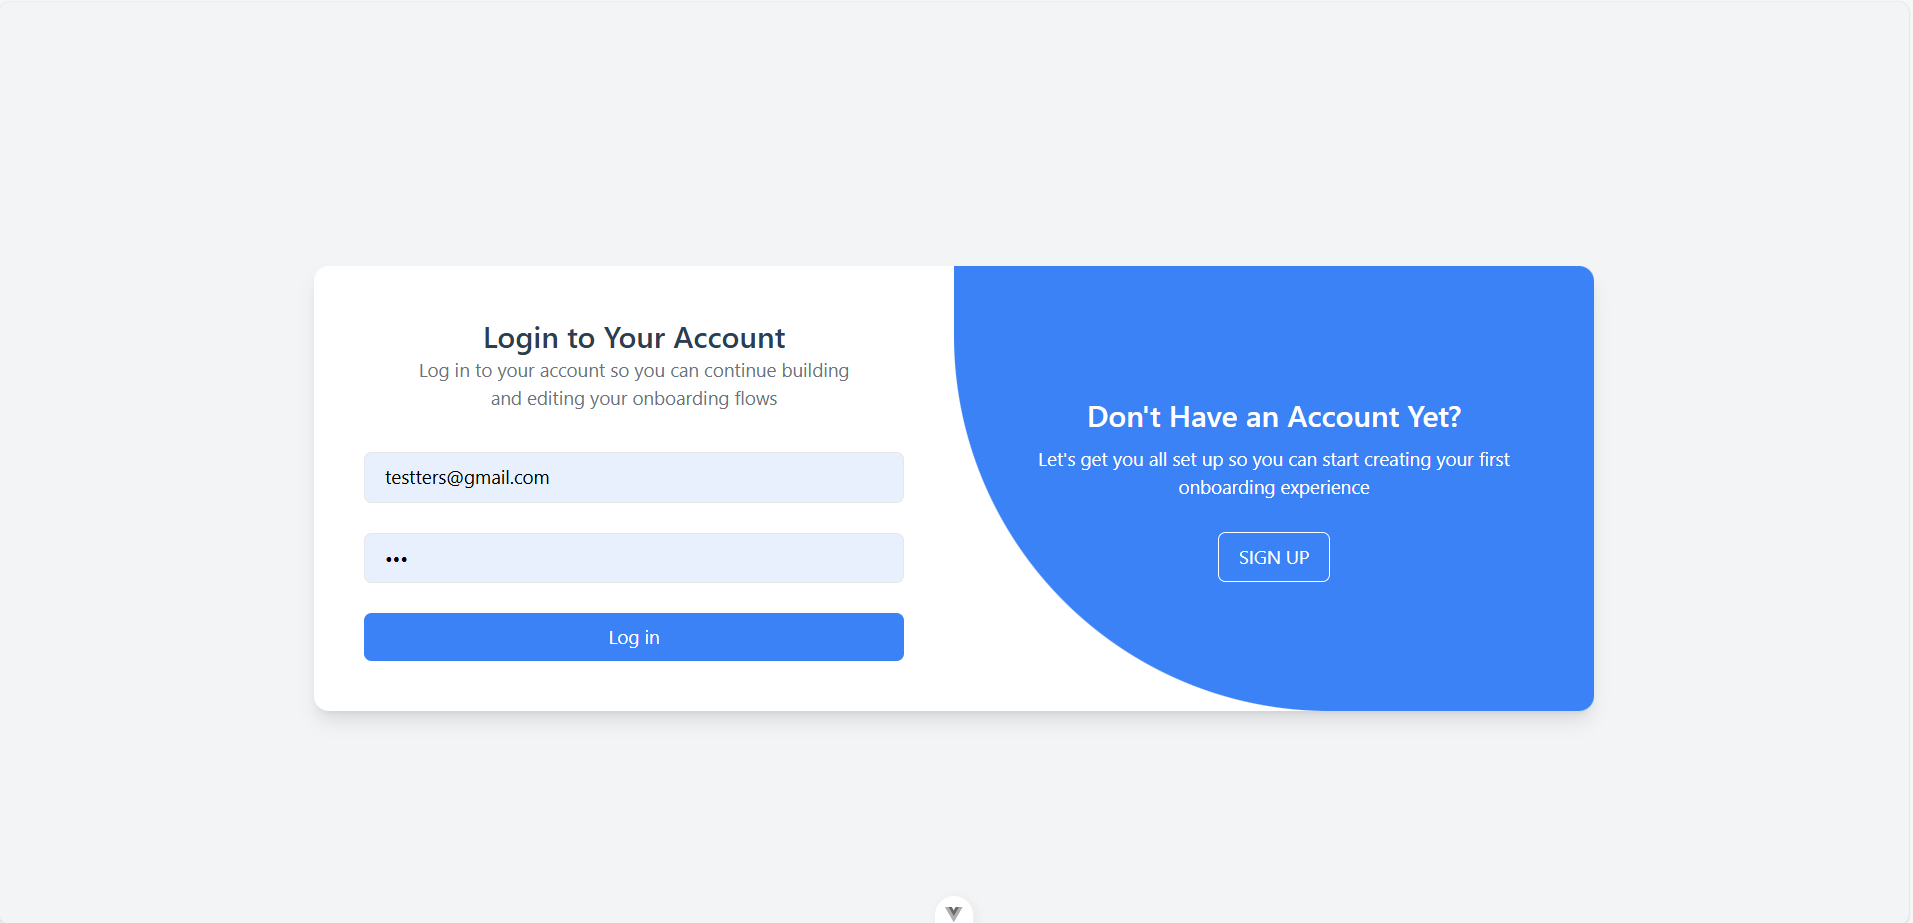 Login to Your Account
Log in to your account so you can continue building
and editing your onboarding flows
testters@gmail.com
•••
Log in
Don't Have an Account Yet?
Let's get you all set up so you can start creating your first
onboarding experience
SIGN UP